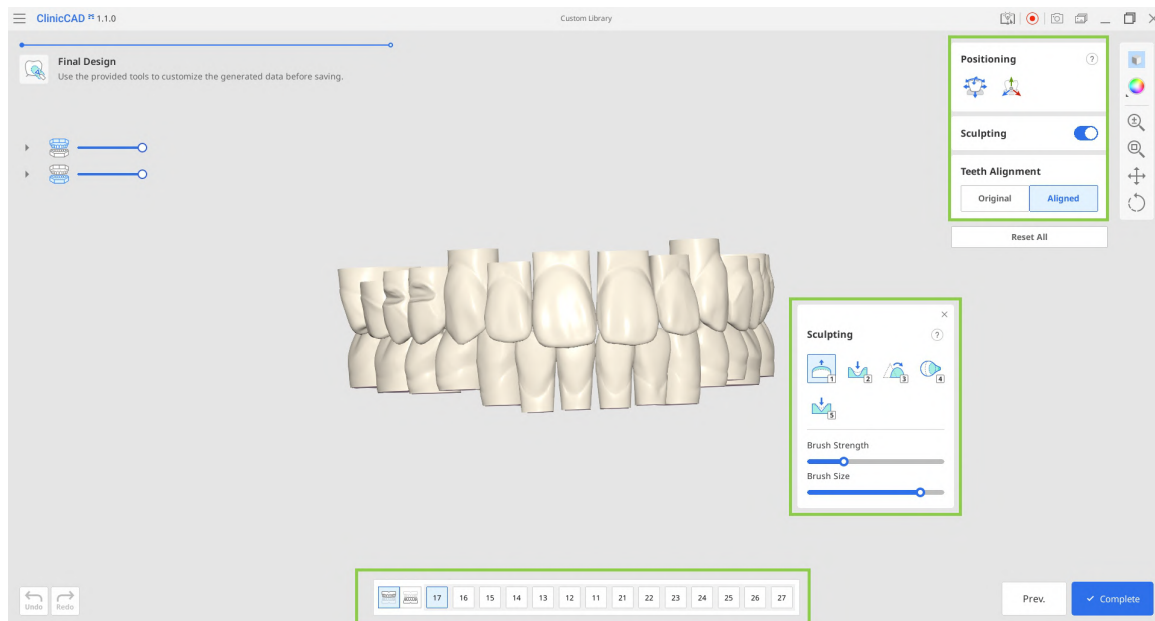 ClinicCAD 1.1.0
Custom Library
Final Design
Use the provided tools to customize the generated data before saving.
Positioning
?
Sculpting
Teeth Alignment
Original Aligned
Reset All
Sculpting
?
1 2 3 4
5
Brush Strength
Brush Size
Undo Redo
17 16 15 14 13 12 11 21 22 23 24 25 26 27
Prev. Complete